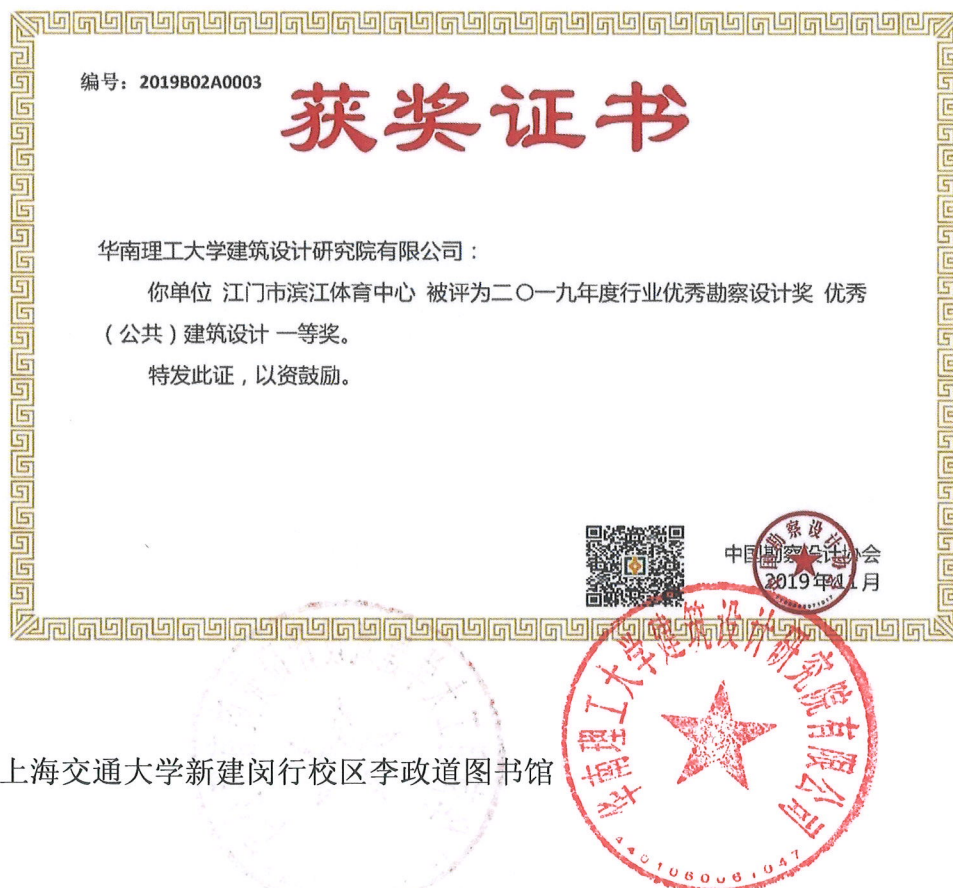 编号：2019B02A0003
获奖证书
华南理工大学建筑设计研究院有限公司：
你单位 江门市滨江体育中心 被评为二〇一九年度行业优秀勘察设计奖 优秀
（公共）建筑设计 一等奖。
特发此证，以资鼓励。
中国勘察设计协会
2019年11月
华南理工大学建筑设计研究院有限公司
4401060061047
上海交通大学新建闵行校区李政道图书馆